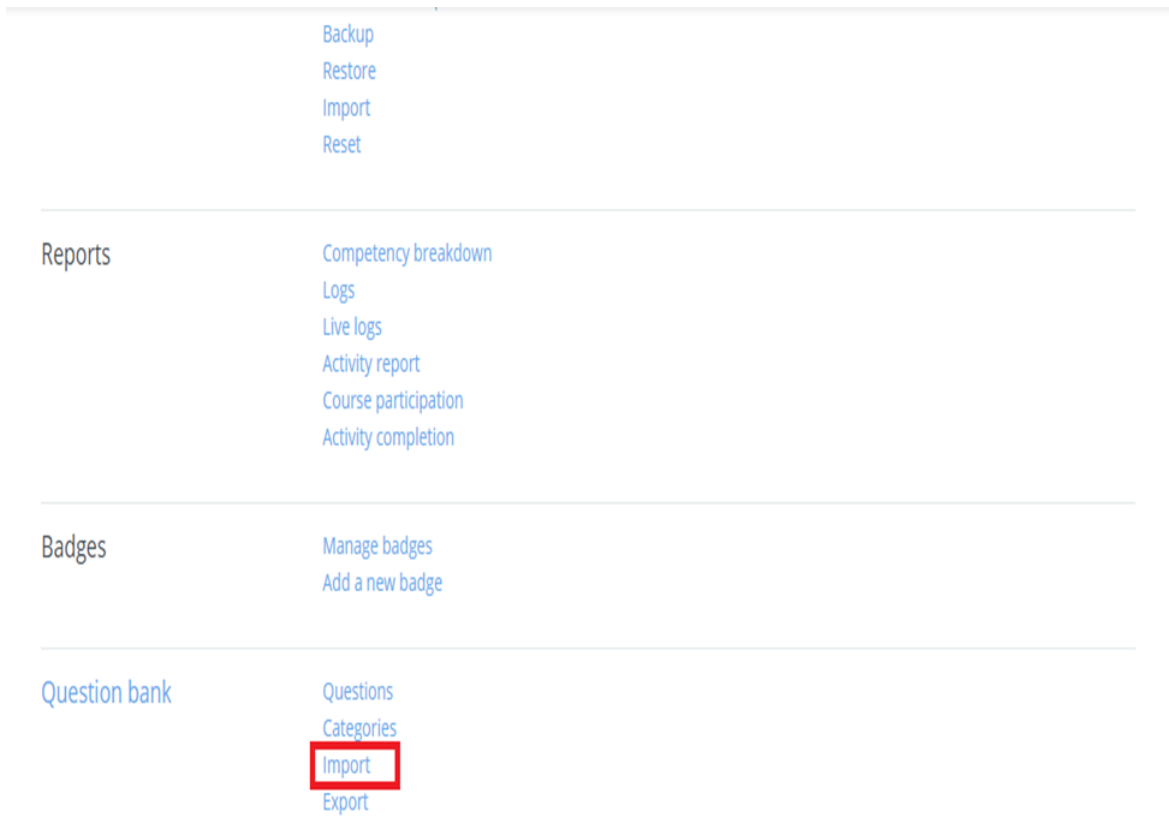 Backup
Restore
Import
Reset
Reports
Competency breakdown
Logs
Live logs
Activity report
Course participation
Activity completion
Badges
Manage badges
Add a new badge
Question bank
Questions
Categories
Import
Export